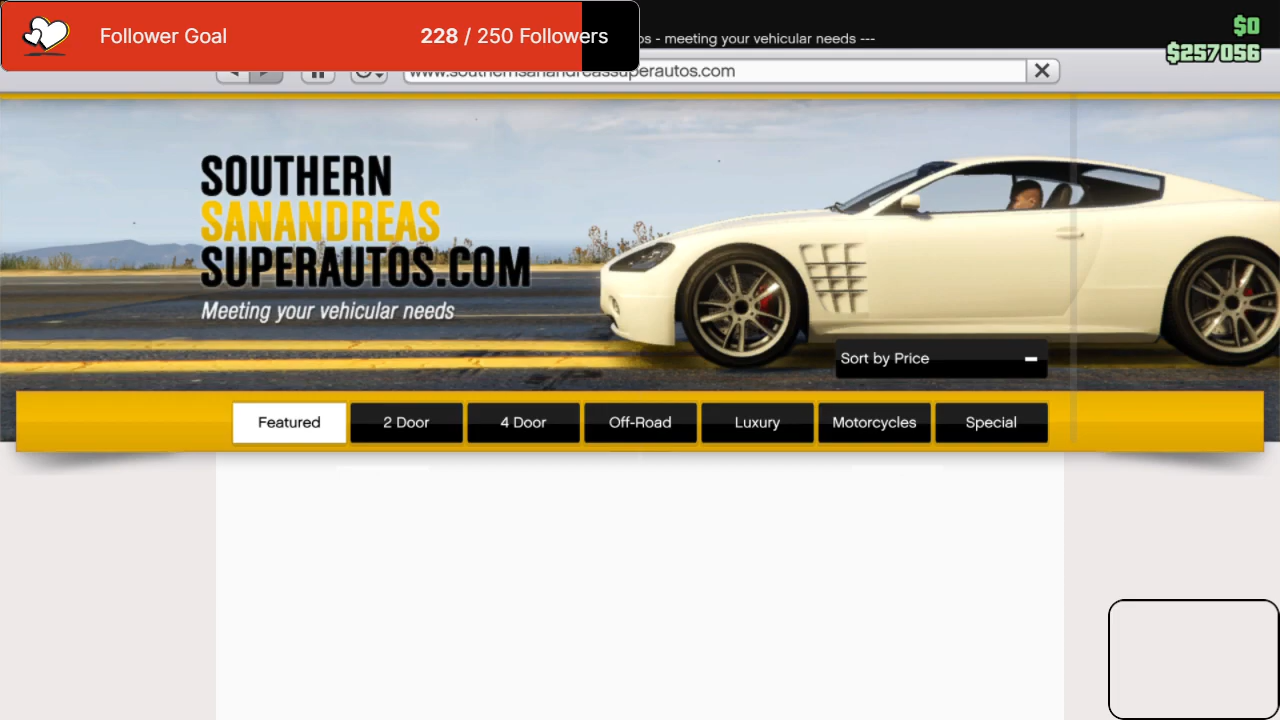 Follower Goal
228 / 250 Followers
os - meeting your vehicular needs ---
$0
$257056
www.southernsanandreassuperautos.com
SOUTHERN
SANANDREAS
SUPERAUTOS.COM
Meeting your vehicular needs
Sort by Price
Featured
2 Door
4 Door
Off-Road
Luxury
Motorcycles
Special